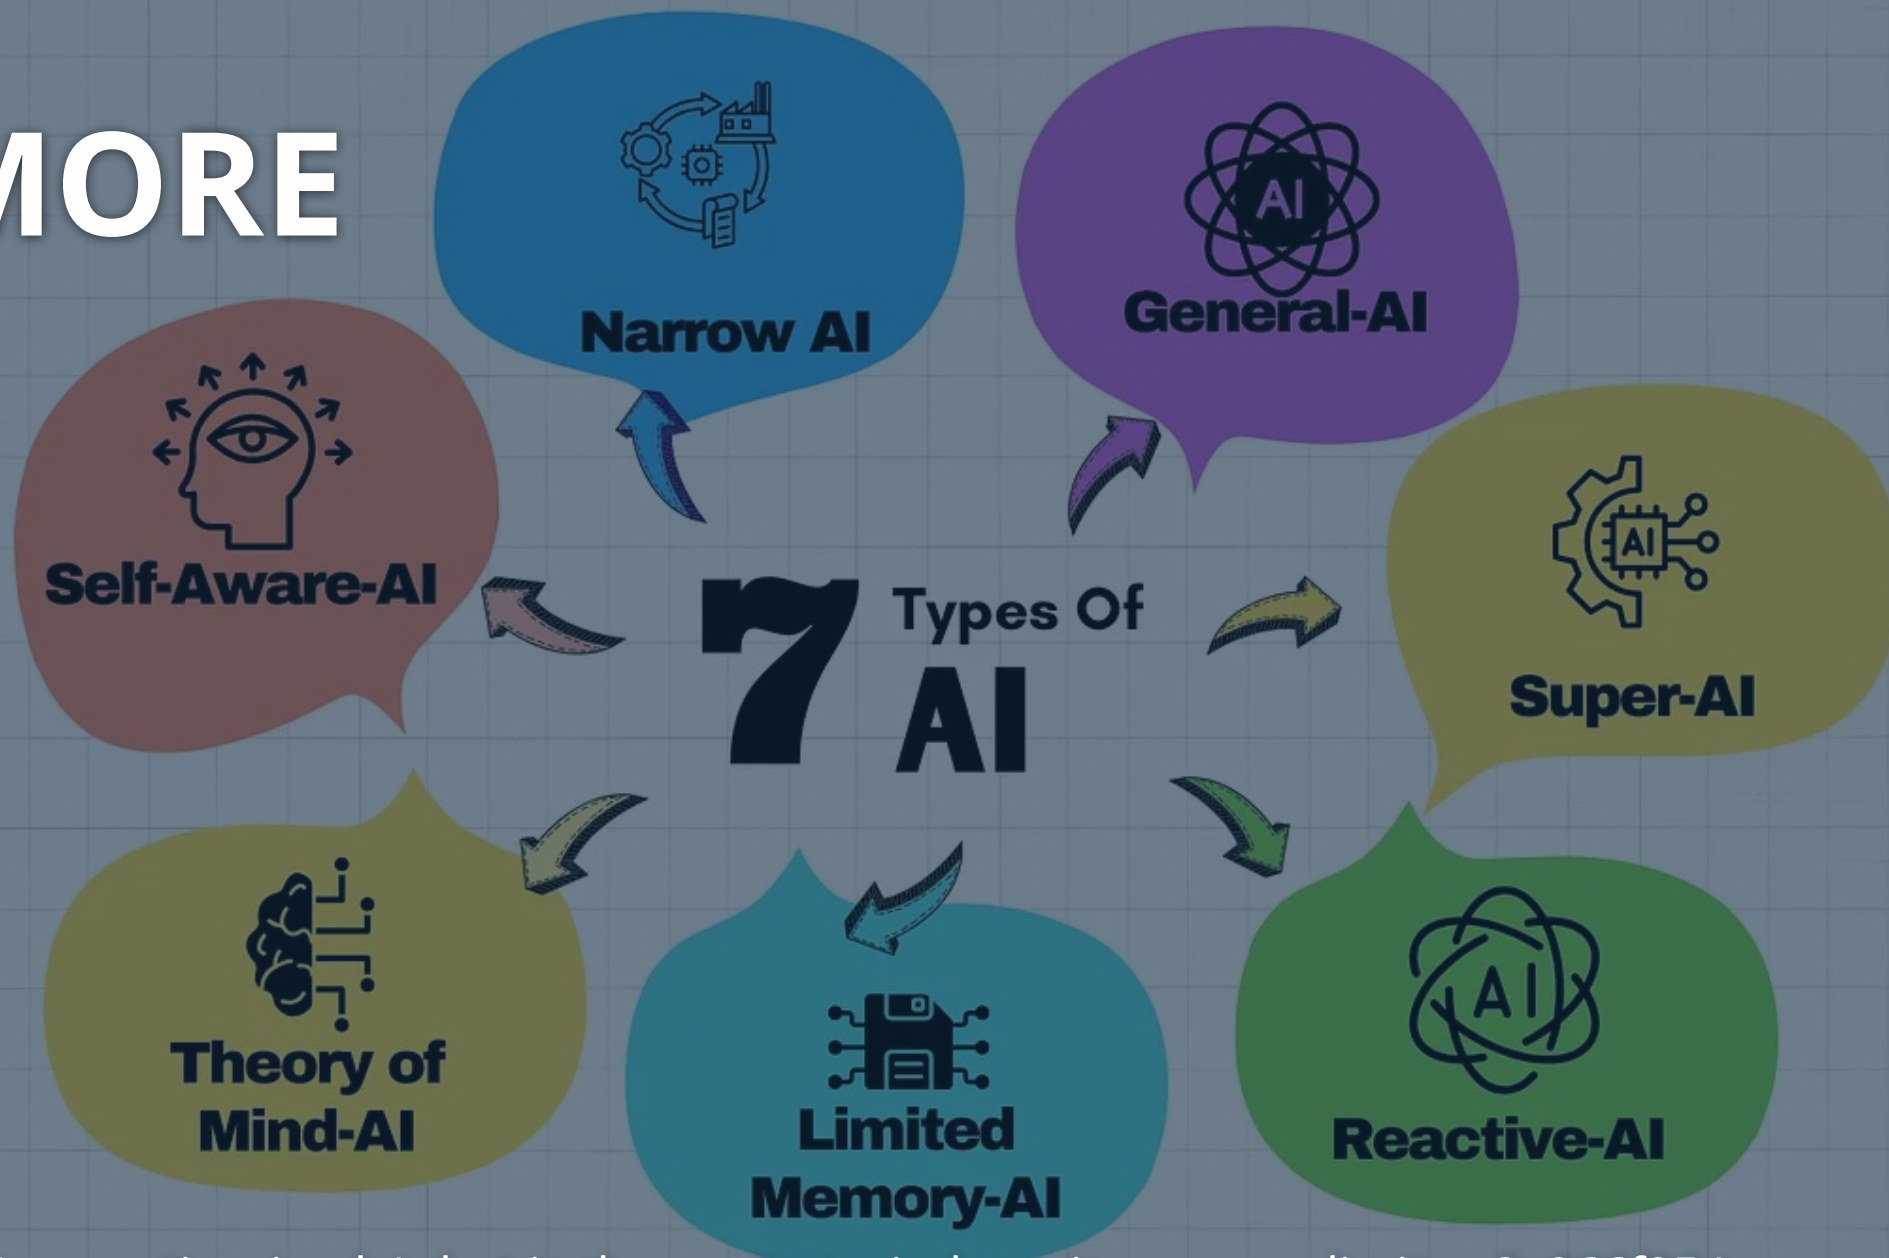 MORE
Narrow AI
AI
General-AI
Self-Aware-AI
AI
Super-AI
7 Types Of
AI
Theory of
Mind-AI
Limited
Memory-AI
AI
Reactive-AI